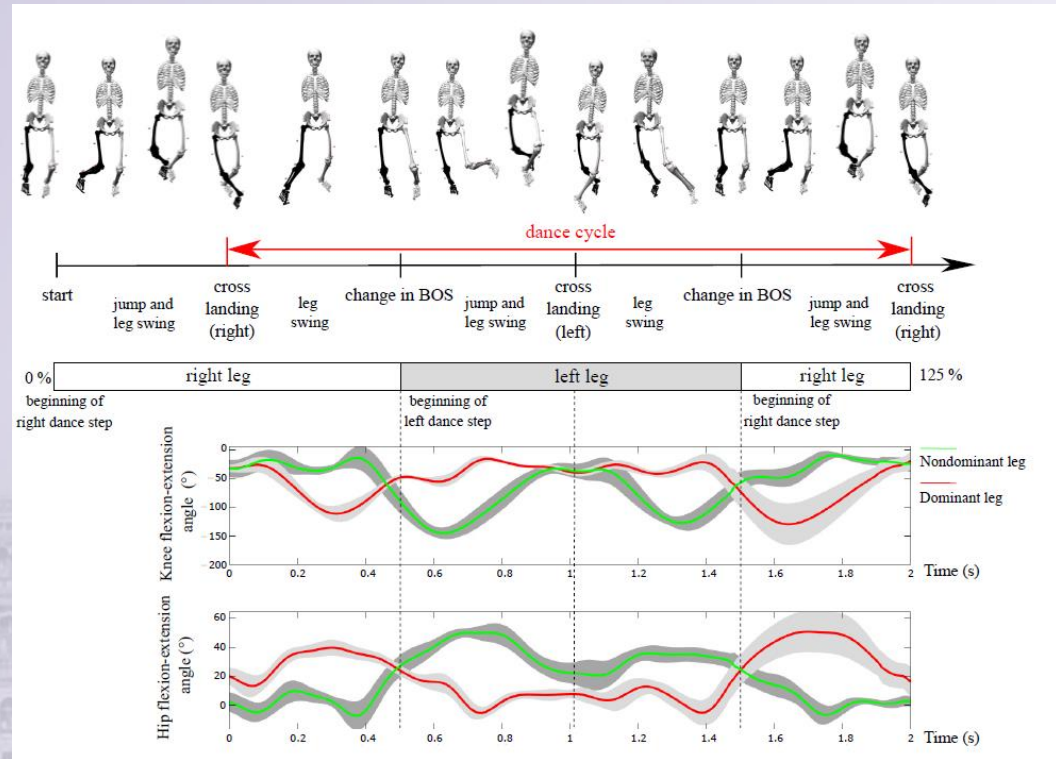 dance cycle
start
jump and
leg swing
cross
landing
(right)
leg
swing
change in BOS
jump and
leg swing
cross
landing
(left)
leg
swing
change in BOS
jump and
leg swing
cross
landing
(right)
0 %
right leg
left leg
right leg
125 %
beginning of
right dance step
beginning of
left dance step
beginning of
right dance step
Knee flexion-extension
angle (°)
0
-50
-100
-150
-200
0 0.2 0.4 0.6 0.8 1 1.2 1.4 1.6 1.8 2
Time (s)
Nondominant leg
Dominant leg
Hip flexion-extension
angle (°)
60
40
20
0
0 0.2 0.4 0.6 0.8 1 1.2 1.4 1.6 1.8 2
Time (s)